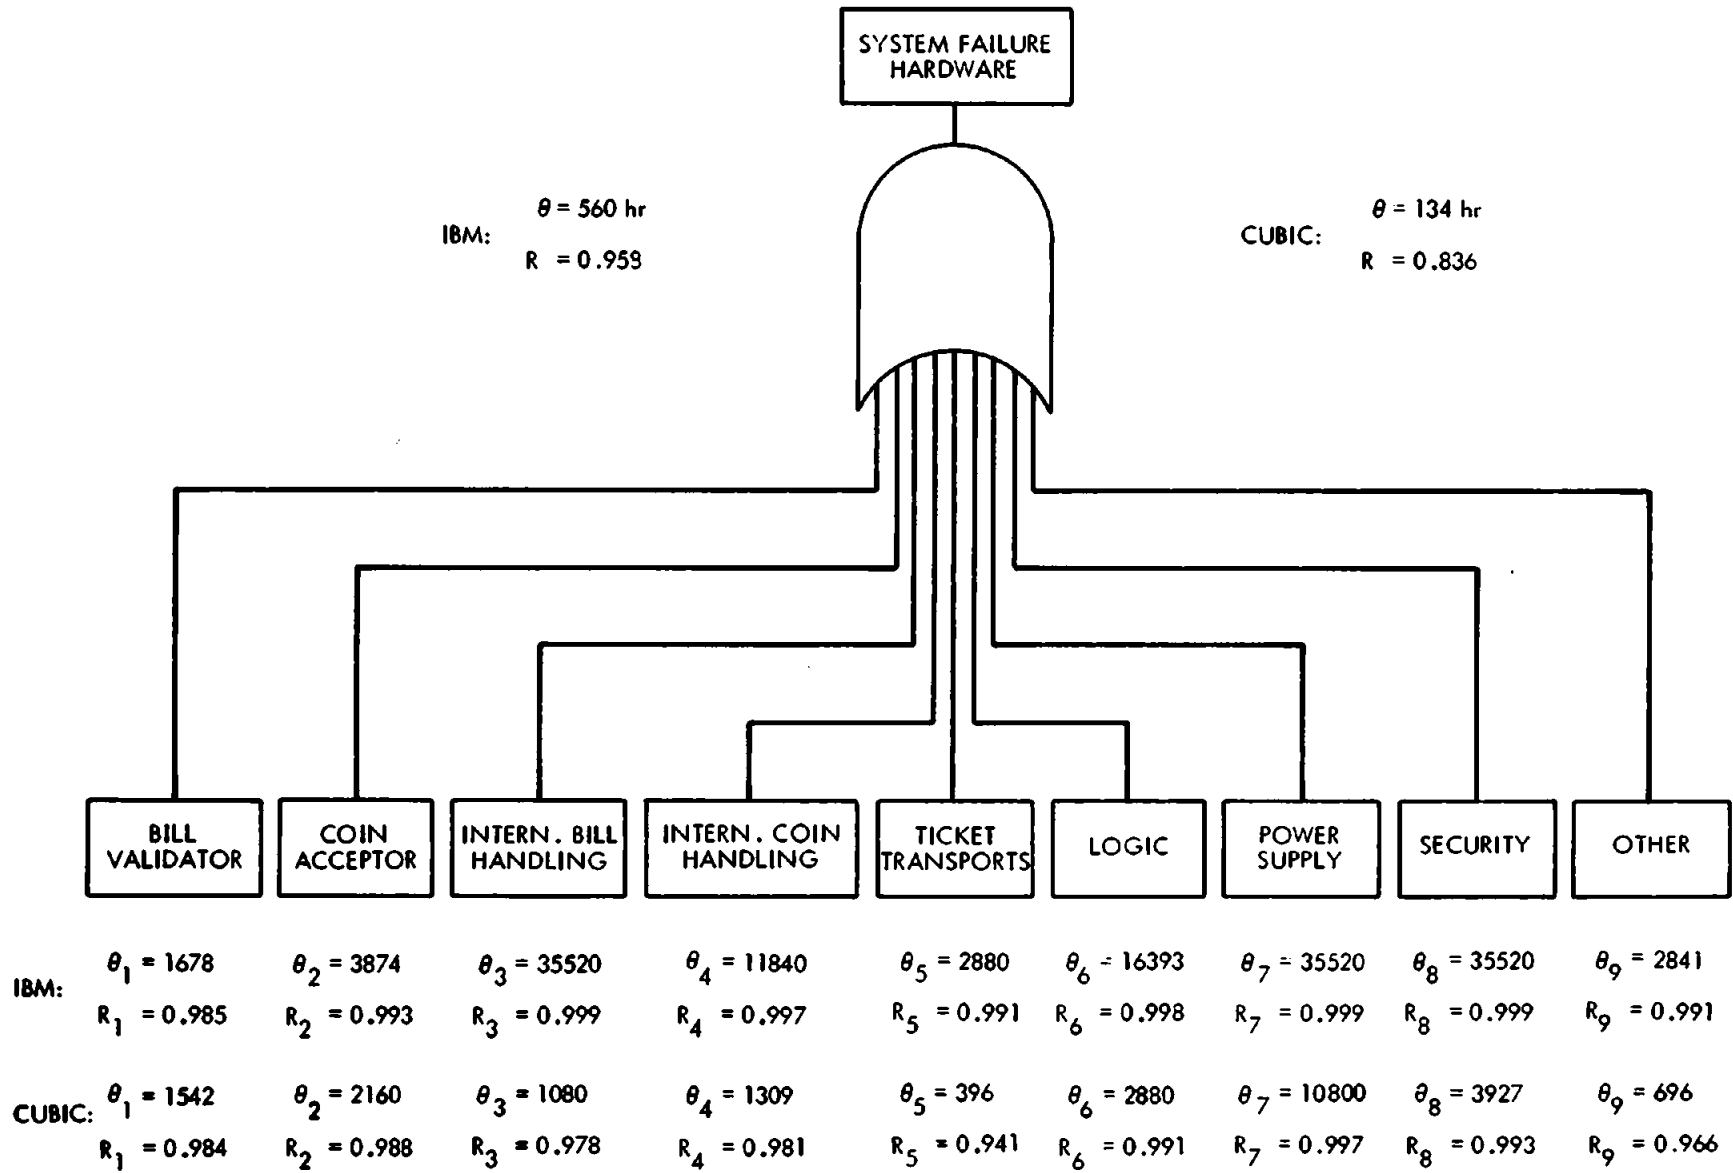 SYSTEM FAILURE
HARDWARE
θ = 560 hr
IBM:
R = 0.958
θ = 134 hr
CUBIC:
R = 0.836
BILL
VALIDATOR
COIN
ACCEPTOR
INTERN. BILL
HANDLING
INTERN. COIN
HANDLING
TICKET
TRANSPORTS
LOGIC
POWER
SUPPLY
SECURITY
OTHER
IBM:
θ₁ = 1678 θ₂ = 3874 θ₃ = 35520 θ₄ = 11840 θ₅ = 2880 θ₆ = 16393 θ₇ = 35520 θ₈ = 35520 θ₉ = 2841
R₁ = 0.985 R₂ = 0.993 R₃ = 0.999 R₄ = 0.997 R₅ = 0.991 R₆ = 0.998 R₇ = 0.999 R₈ = 0.999 R₉ = 0.991
CUBIC:
θ₁ = 1542 θ₂ = 2160 θ₃ = 1080 θ₄ = 1309 θ₅ = 396 θ₆ = 2880 θ₇ = 10800 θ₈ = 3927 θ₉ = 696
R₁ = 0.984 R₂ = 0.988 R₃ = 0.978 R₄ = 0.981 R₅ = 0.941 R₆ = 0.991 R₇ = 0.997 R₈ = 0.993 R₉ = 0.966